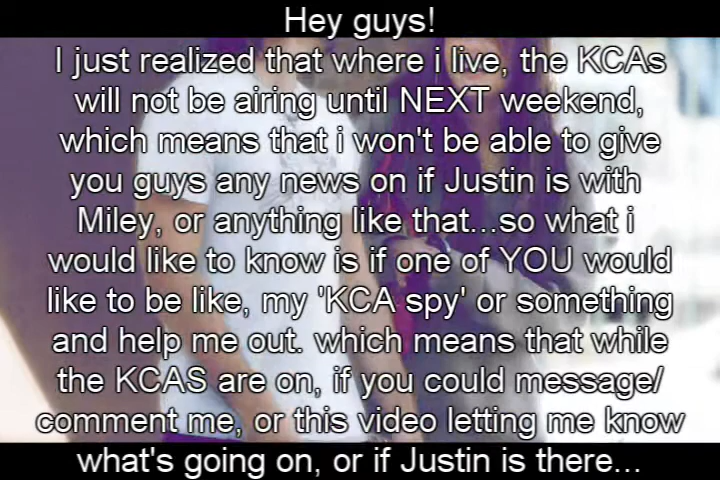 Hey guys!
I just realized that where i live, the KCAs
will not be airing until NEXT weekend,
which means that i won't be able to give
you guys any news on if Justin is with
Miley, or anything like that...so what i
would like to know is if one of YOU would
like to be like, my 'KCA spy' or something
and help me out. which means that while
the KCAS are on, if you could message/
comment me, or this video letting me know
what's going on, or if Justin is there...